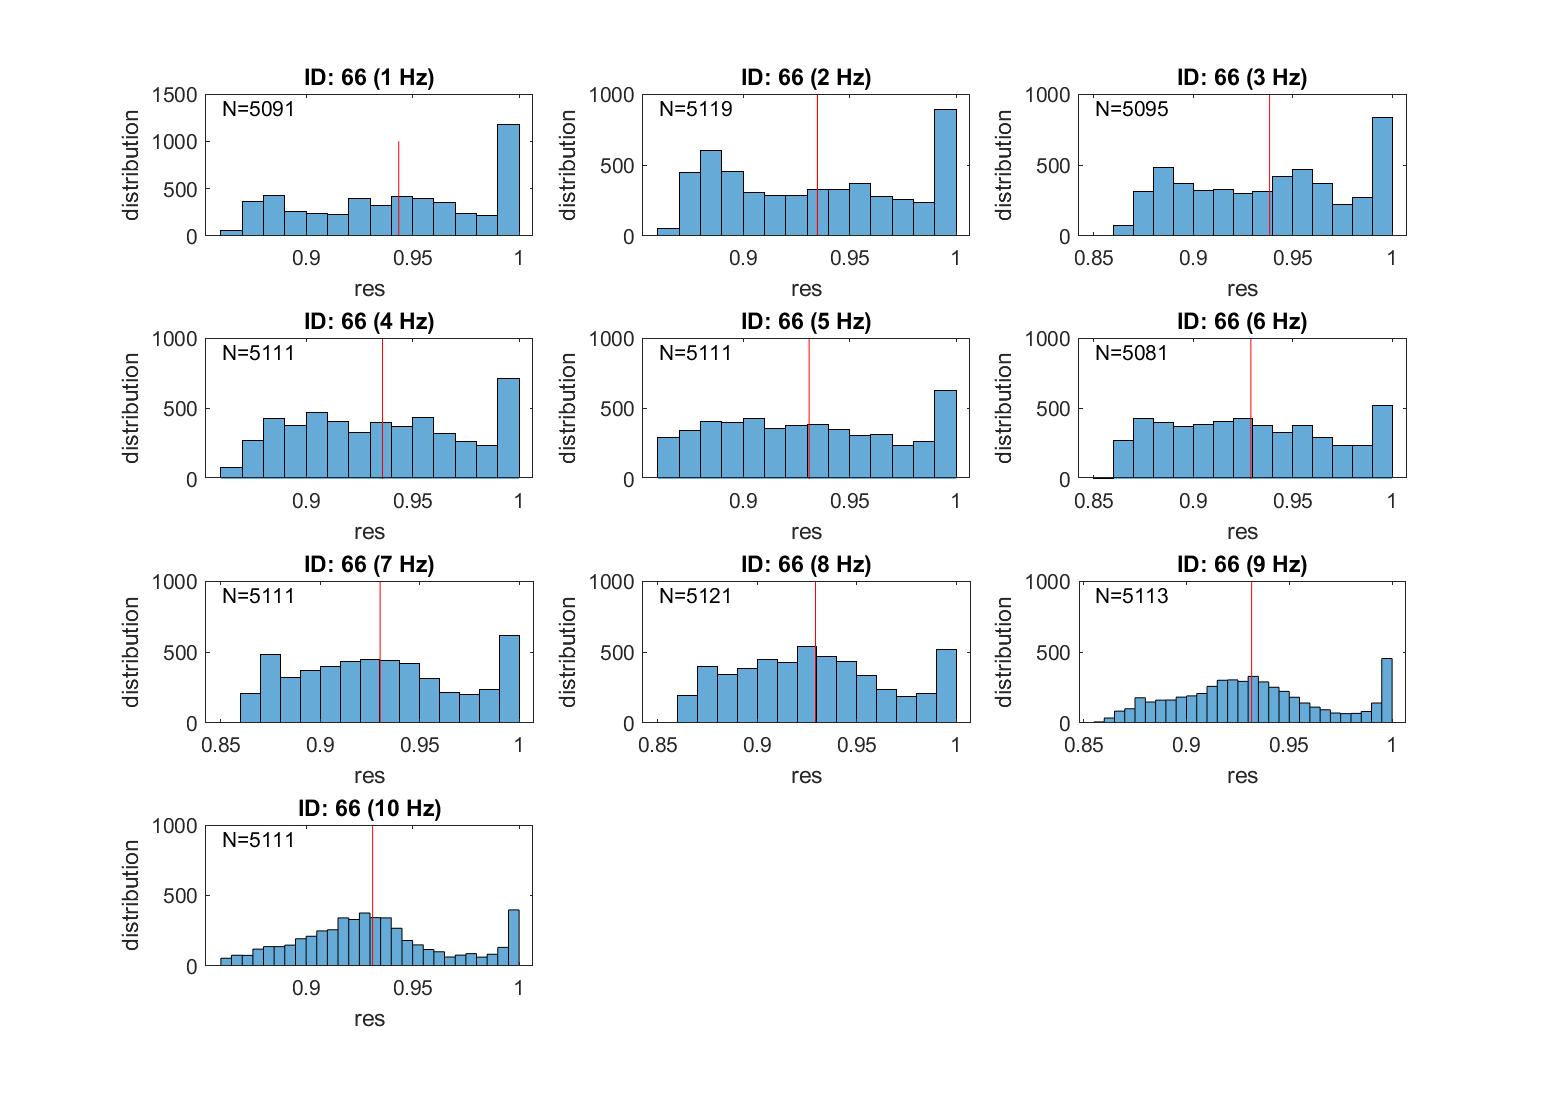 ID: 66 (1 Hz)
N=5091
distribution
1500
1000
500
0
0.9
0.95
1
res
ID: 66 (2 Hz)
N=5119
distribution
1000
500
0
0.9
0.95
1
res
ID: 66 (3 Hz)
N=5095
distribution
1000
500
0
0.85
0.9
0.95
1
res
ID: 66 (4 Hz)
N=5111
distribution
1000
500
0
0.9
0.95
1
res
ID: 66 (5 Hz)
N=5111
distribution
1000
500
0
0.9
0.95
1
res
ID: 66 (6 Hz)
N=5081
distribution
1000
500
0
0.85
0.9
0.95
1
res
ID: 66 (7 Hz)
N=5111
distribution
1000
500
0
0.85
0.9
0.95
1
res
ID: 66 (8 Hz)
N=5121
distribution
1000
500
0
0.85
0.9
0.95
1
res
ID: 66 (9 Hz)
N=5113
distribution
1000
500
0
0.85
0.9
0.95
1
res
ID: 66 (10 Hz)
N=5111
distribution
1000
500
0
0.9
0.95
1
res